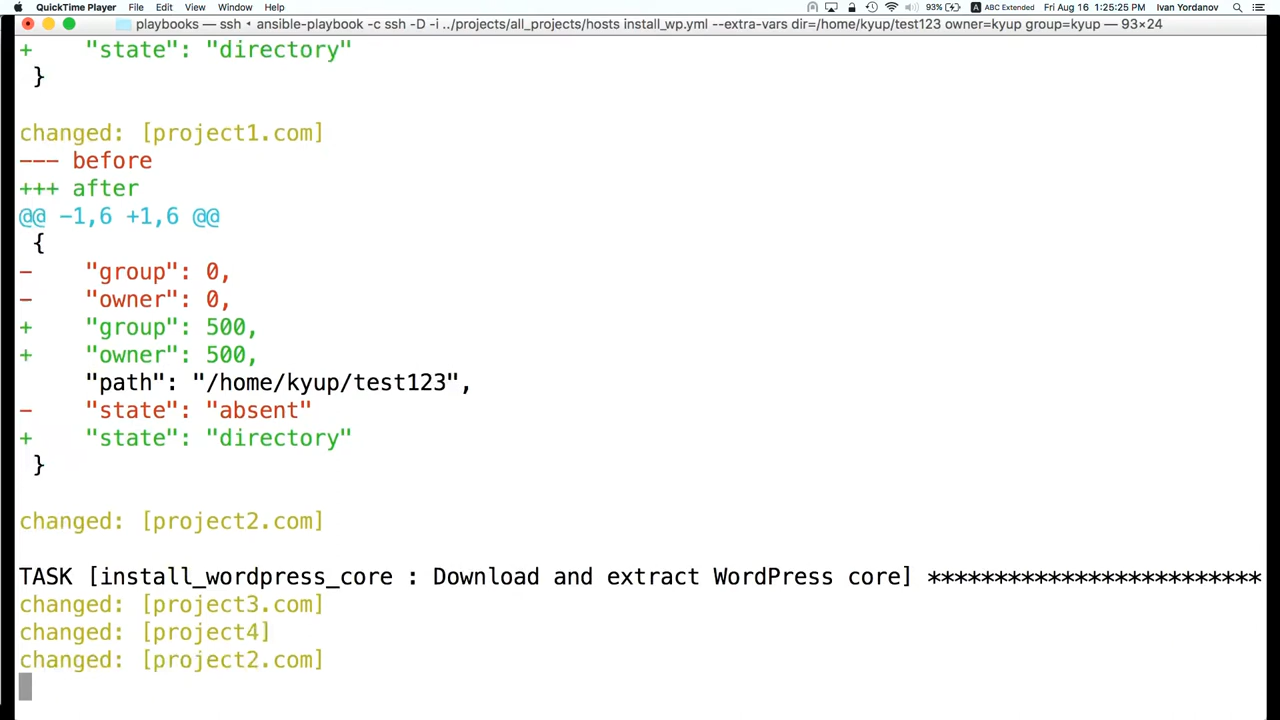 QuickTime Player File Edit View Window Help 93% ABC Extended Fri Aug 16 1:25:25 PM Ivan Yordanov
playbooks — ssh ◂ ansible-playbook -c ssh -D -i ../projects/all_projects/hosts install_wp.yml --extra-vars dir=/home/kyup/test123 owner=kyup group=kyup — 93×24
+ "state": "directory"
}
changed: [project1.com]
--- before
+++ after
@@ -1,6 +1,6 @@
{
- "group": 0,
- "owner": 0,
+ "group": 500,
+ "owner": 500,
"path": "/home/kyup/test123",
- "state": "absent"
+ "state": "directory"
}
changed: [project2.com]
TASK [install_wordpress_core : Download and extract WordPress core] *************************
changed: [project3.com]
changed: [project4]
changed: [project2.com]